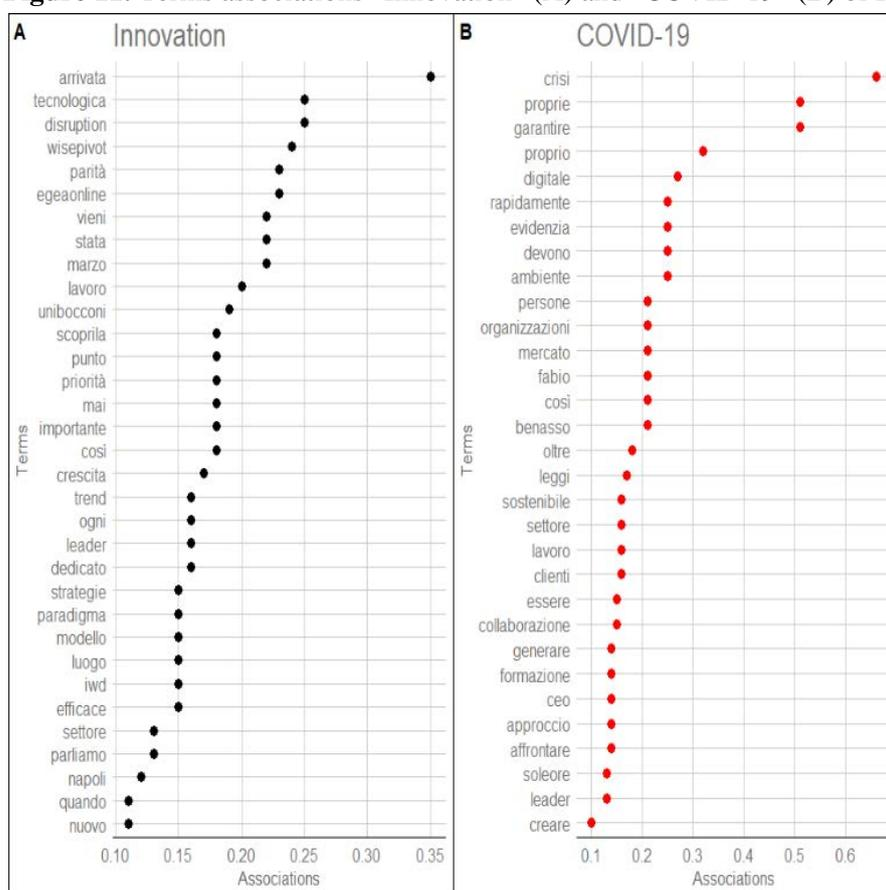 A Innovation
arrivata
tecnologica
disruption
wisepivot
parità
egeaonline
vieni
stata
marzo
lavoro
unibocconi
scoprila
punto
priorità
mai
importante
così
crescita
trend
ogni
leader
dedicato
strategie
paradigma
modello
luogo
iwd
efficace
settore
parliamo
napoli
quando
nuovo
Terms
0.10 0.15 0.20 0.25 0.30 0.35
Associations
B COVID-19
crisi
proprie
garantire
proprio
digitale
rapidamente
evidenzia
devono
ambiente
persone
organizzazioni
mercato
fabio
così
benasso
oltre
leggi
sostenibile
settore
lavoro
clienti
essere
collaborazione
generare
formazione
ceo
approccio
affrontare
soleore
leader
creare
Terms
0.1 0.2 0.3 0.4 0.5 0.6
Associations